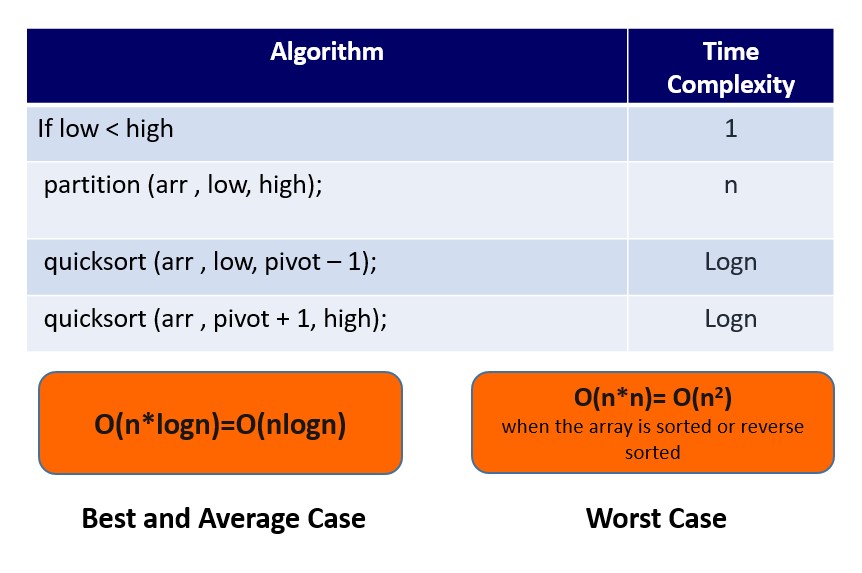 Algorithm
Time
Complexity
If low < high
1
partition (arr , low, high);
n
quicksort (arr , low, pivot – 1);
Logn
quicksort (arr , pivot + 1, high);
Logn
O(n*logn)=O(nlogn)
O(n*n)= O(n²)
when the array is sorted or reverse
sorted
Best and Average Case
Worst Case